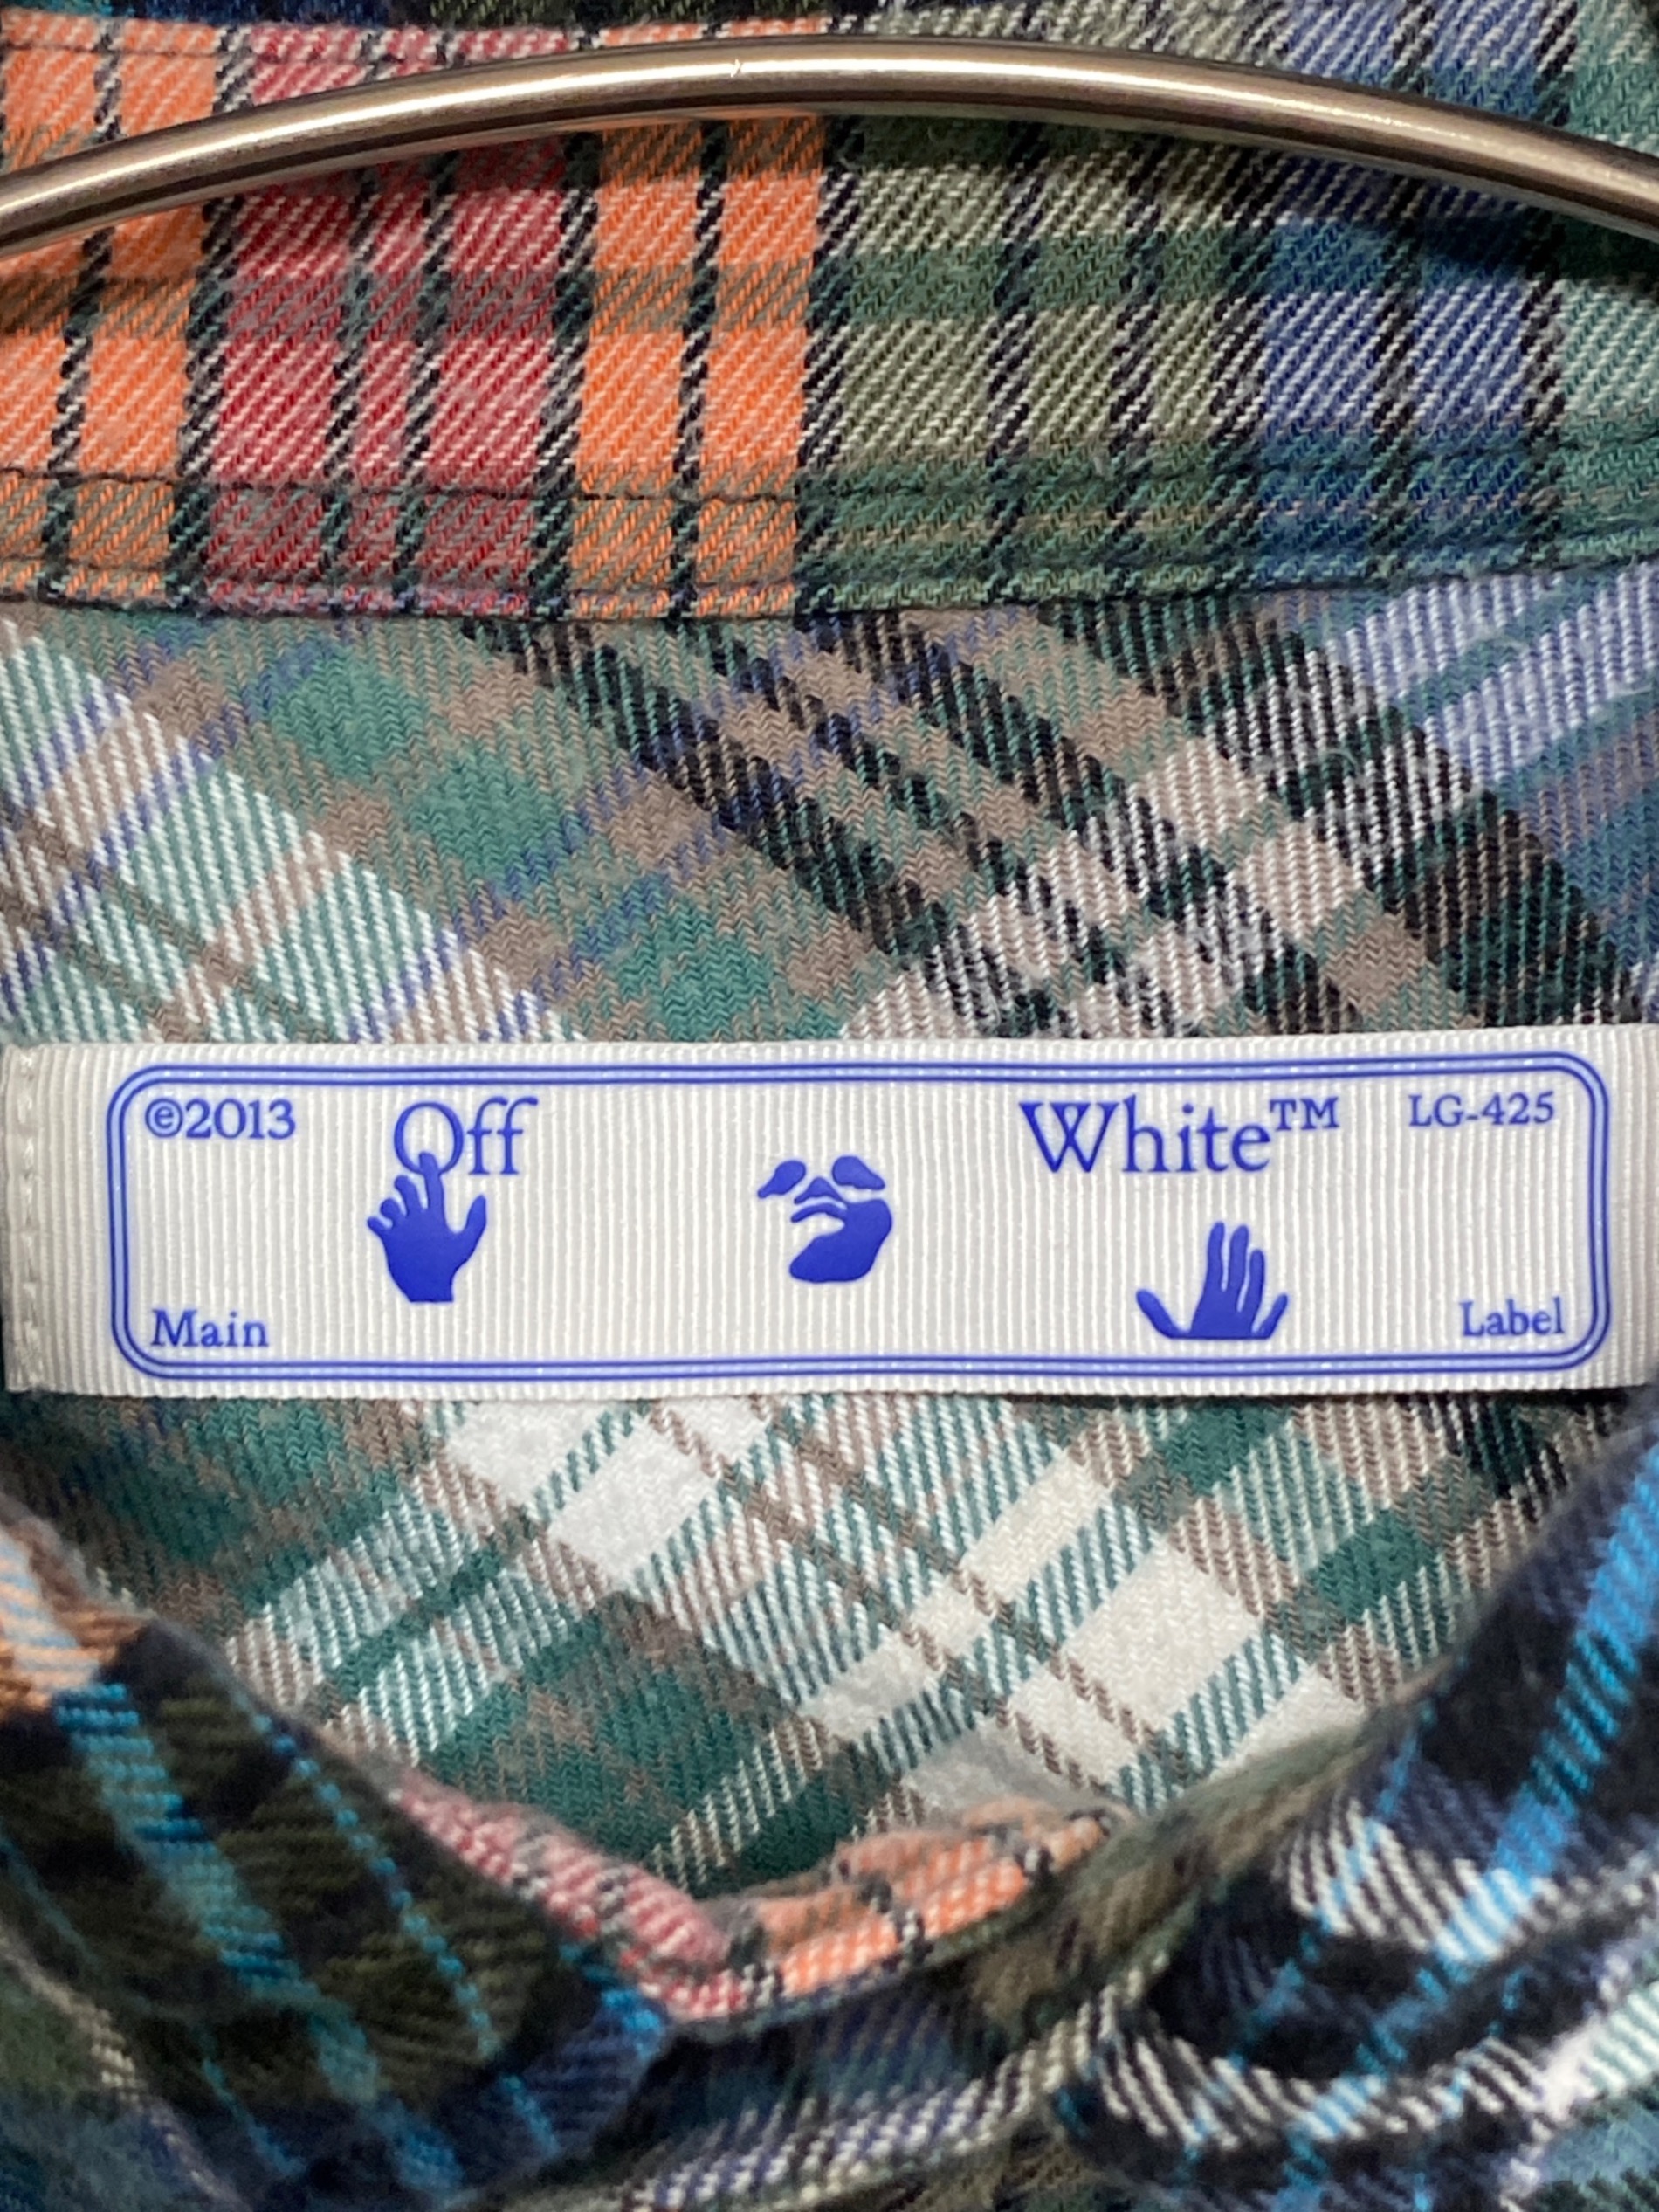 ©2013 Off White™ LG-425
Main Label